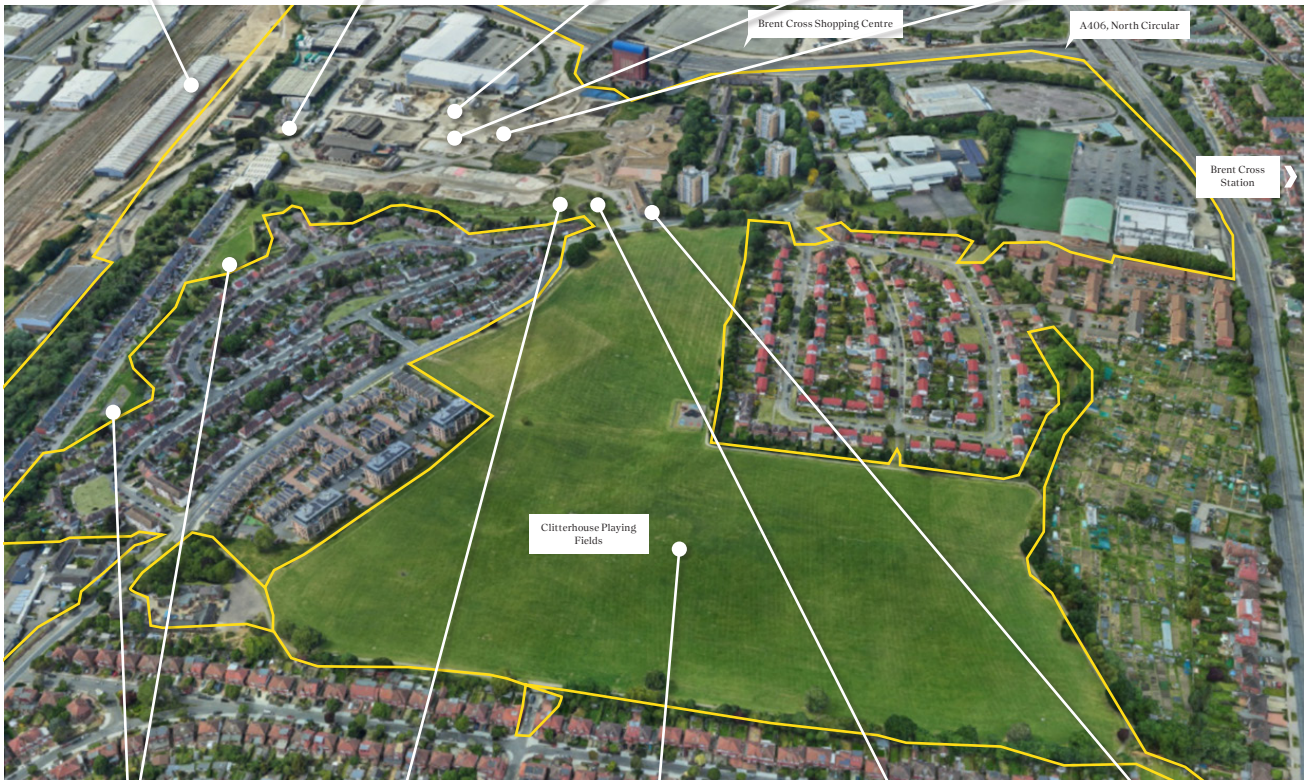 Brent Cross Shopping Centre
A406, North Circular
Brent Cross
Station
Clitterhouse Playing
Fields